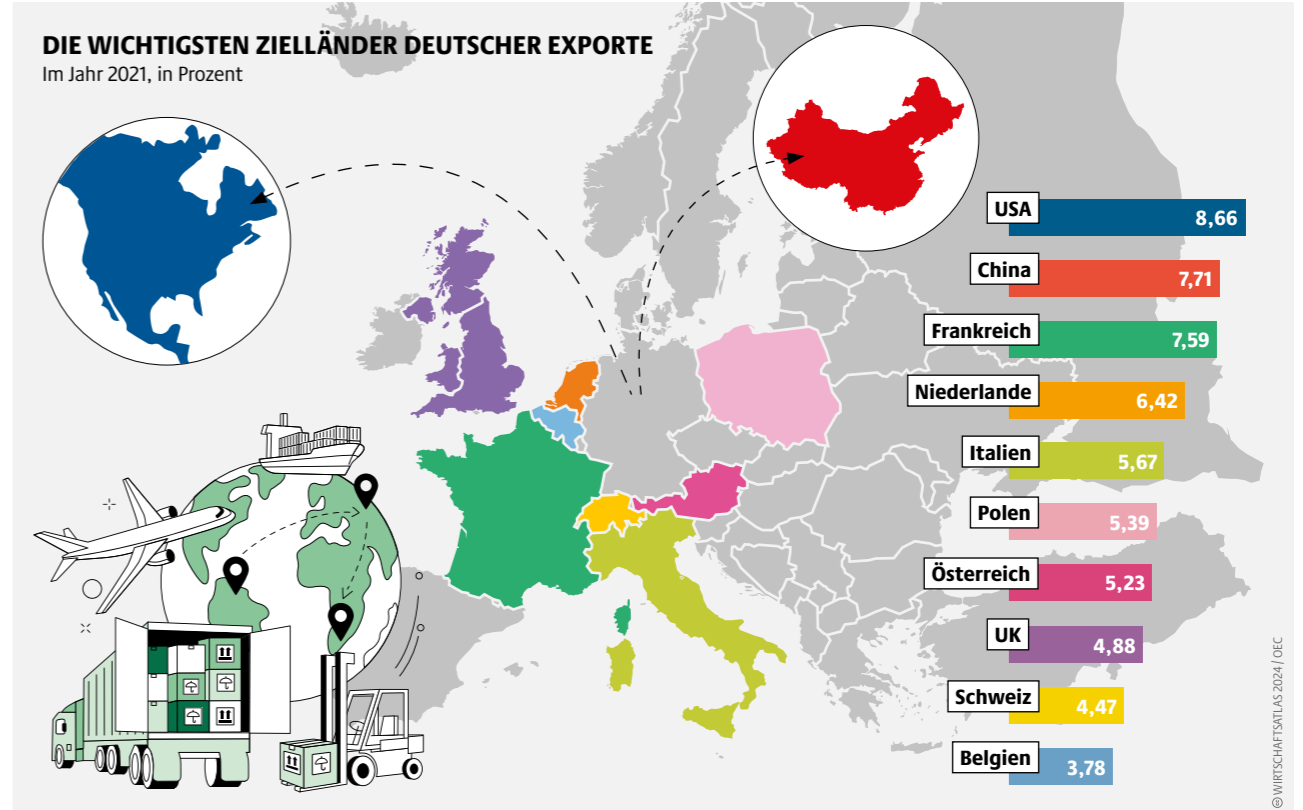 DIE WICHTIGSTEN ZIELLÄNDER DEUTSCHER EXPORTE
Im Jahr 2021, in Prozent
USA
8,66
China
7,71
Frankreich
7,59
Niederlande
6,42
Italien
5,67
Polen
5,39
Österreich
5,23
UK
4,88
Schweiz
4,47
Belgien
3,78
WIRTSCHAFTSATLAS 2024 / OEC